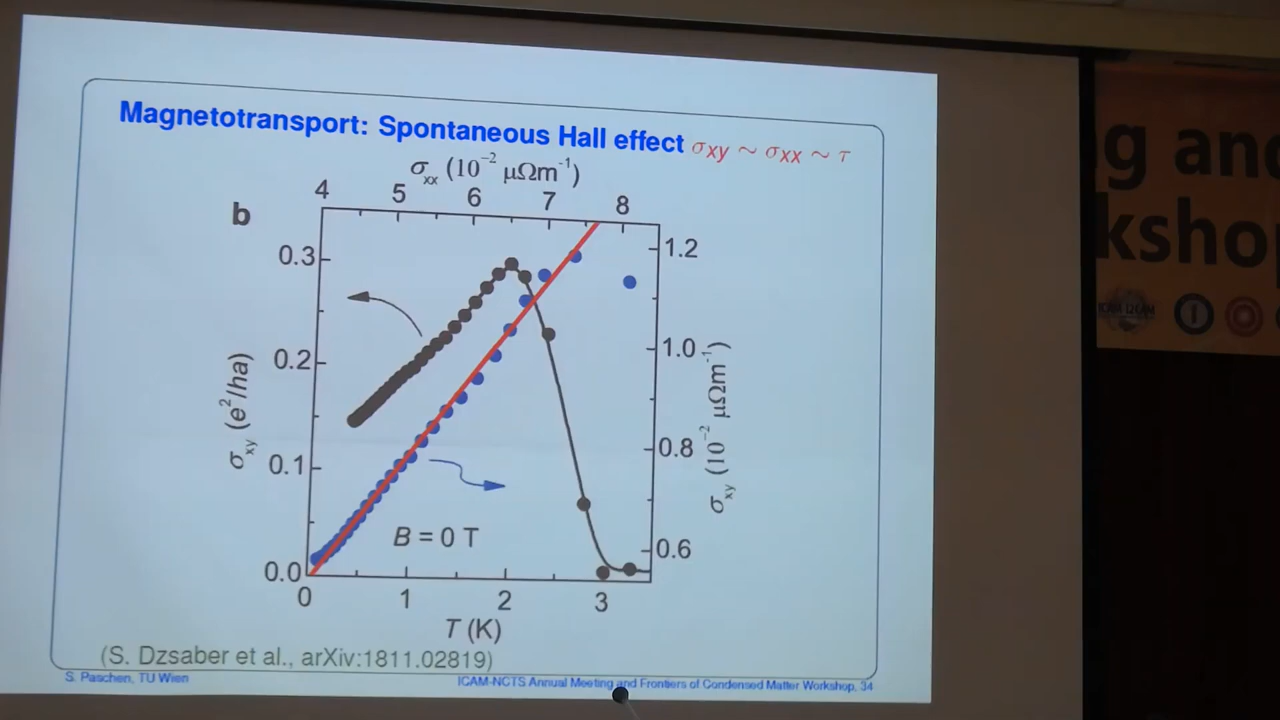 Magnetotransport: Spontaneous Hall effect σxy ~ σxx ~ τ
σxx (10⁻² μΩm⁻¹)
4 5 6 7 8
b
0.3
0.2
0.1
0.0
σxy (e²/ha)
1.2
1.0
0.8
0.6
σxy (10⁻² μΩm⁻¹)
B = 0 T
0 1 2 3
T (K)
(S. Dzsaber et al., arXiv:1811.02819)
S. Paschen, TU Wien
ICAM-NCTS Annual Meeting and Frontiers of Condensed Matter Workshop, 34
g and
ksho